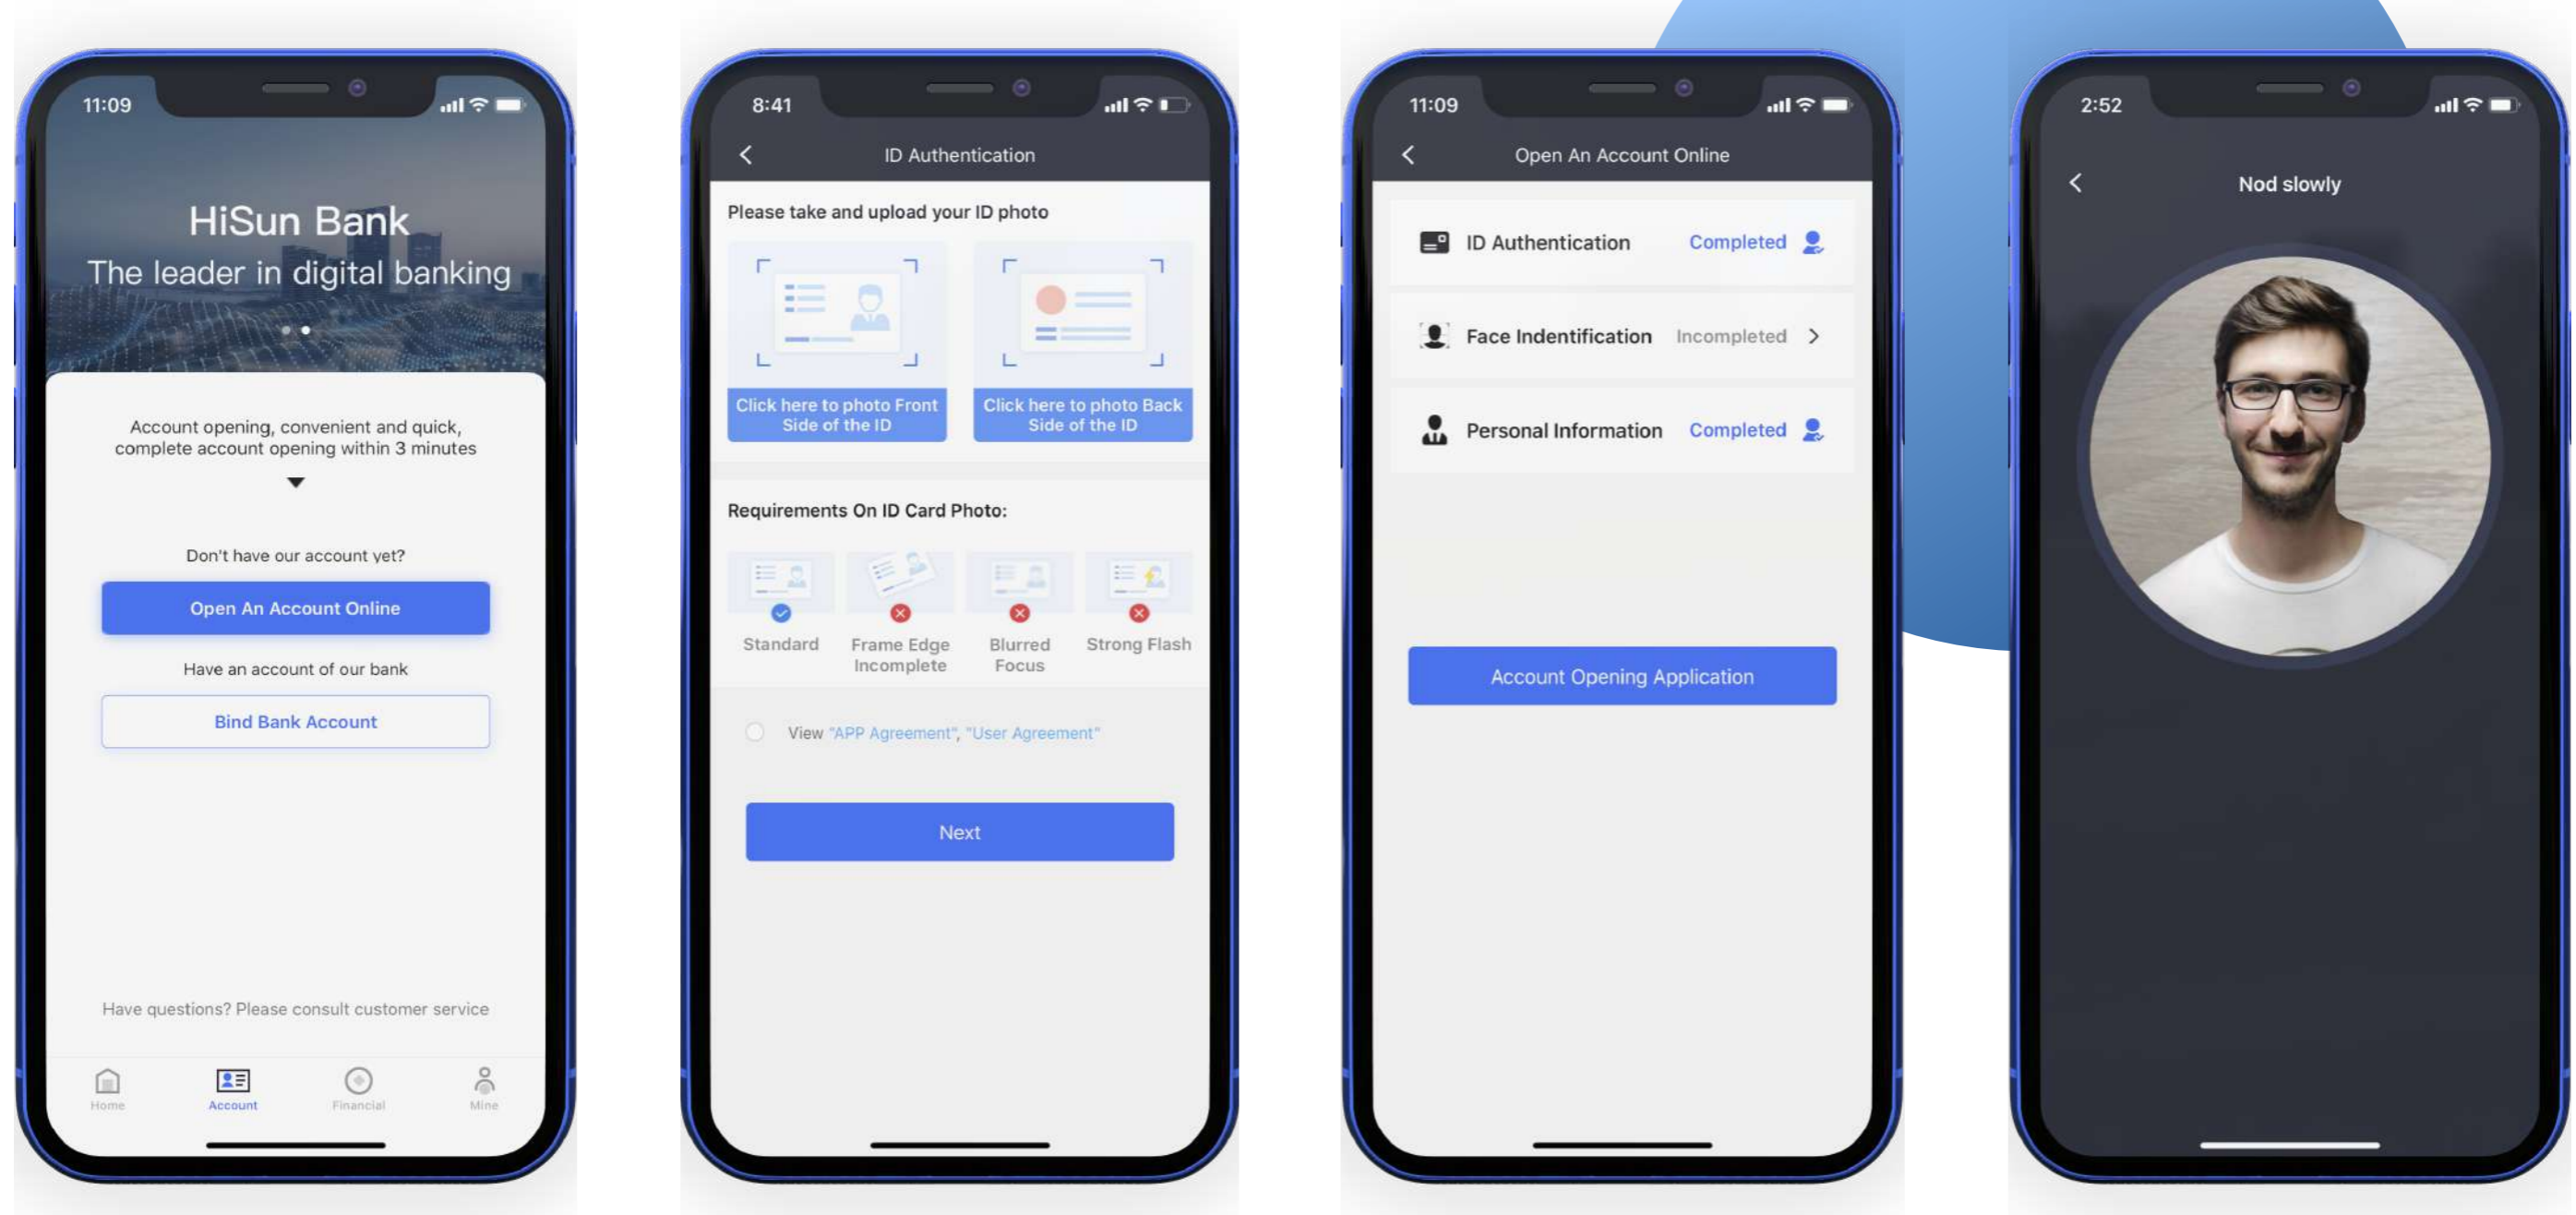 11:09
HiSun Bank
The leader in digital banking
Account opening, convenient and quick,
complete account opening within 3 minutes
Don't have our account yet?
Open An Account Online
Have an account of our bank
Bind Bank Account
Have questions? Please consult customer service
Home
Account
Financial
Mine
8:41
ID Authentication
Please take and upload your ID photo
Click here to photo Front
Side of the ID
Click here to photo Back
Side of the ID
Requirements On ID Card Photo:
Standard
Frame Edge
Incomplete
Blurred
Focus
Strong Flash
View "APP Agreement", "User Agreement"
Next
11:09
Open An Account Online
ID Authentication Completed
Face Indentification Incompleted
Personal Information Completed
Account Opening Application
2:52
Nod slowly